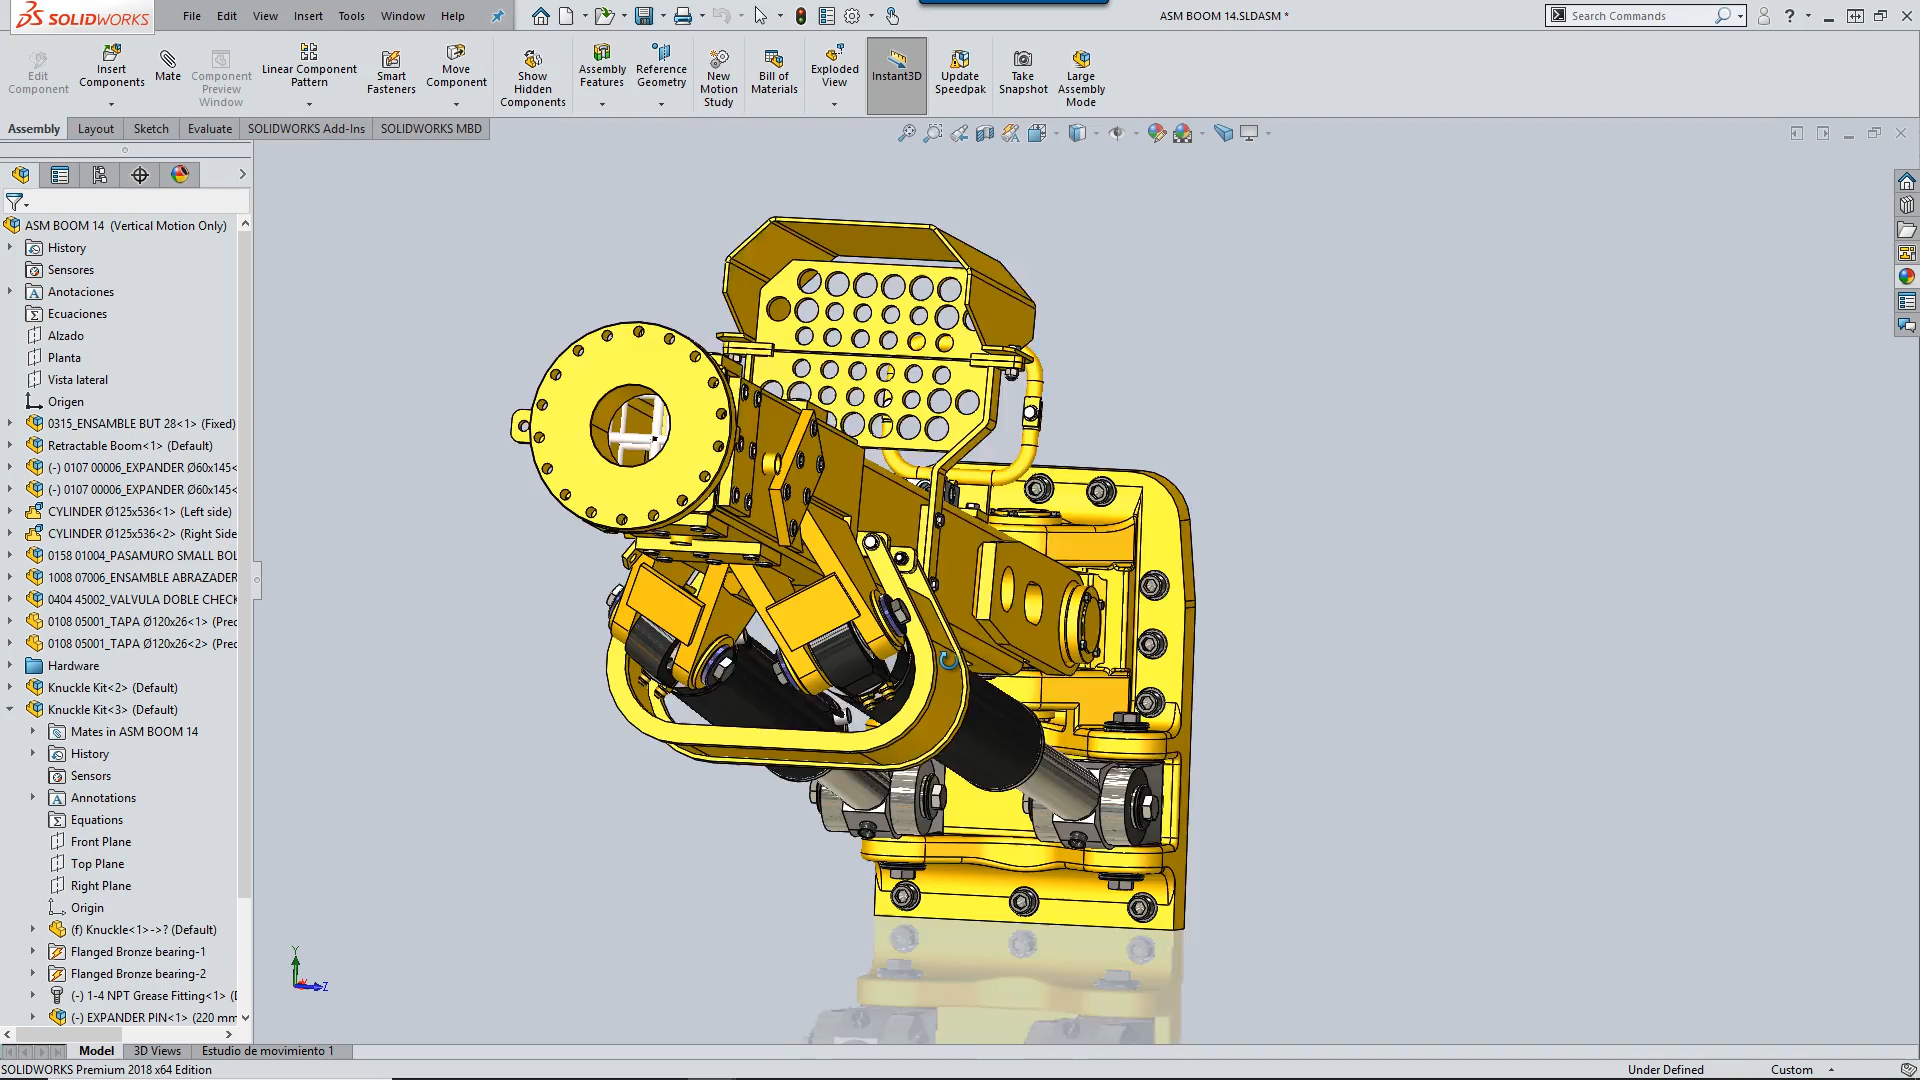 SOLIDWORKS File Edit View Insert Tools Window Help ASM BOOM 14.SLDASM * Search Commands
Edit Component
Insert Components
Mate
Component Preview Window
Linear Component Pattern
Smart Fasteners
Move Component
Show Hidden Components
Assembly Features
Reference Geometry
New Motion Study
Bill of Materials
Exploded View
Instant3D
Update Speedpak
Take Snapshot
Large Assembly Mode
Assembly Layout Sketch Evaluate SOLIDWORKS Add-Ins SOLIDWORKS MBD
ASM BOOM 14 (Vertical Motion Only)
History
Sensores
Anotaciones
Ecuaciones
Alzado
Planta
Vista lateral
Origen
0315_ENSAMBLE BUT 28<1> (Fixed)
Retractable Boom<1> (Default)
(-) 0107 00006_EXPANDER Ø60x145<
(-) 0107 00006_EXPANDER Ø60x145<
CYLINDER Ø125x536<1> (Left side)
CYLINDER Ø125x536<2> (Right Side
0158 01004_PASAMURO SMALL BOL
1008 07006_ENSAMBLE ABRAZADER
0404 45002_VALVULA DOBLE CHECK
0108 05001_TAPA Ø120x26<1> (Prec
0108 05001_TAPA Ø120x26<2> (Prec
Hardware
Knuckle Kit<2> (Default)
Knuckle Kit<3> (Default)
Mates in ASM BOOM 14
History
Sensors
Annotations
Equations
Front Plane
Top Plane
Right Plane
Origin
(f) Knuckle<1>->? (Default)
Flanged Bronze bearing-1
Flanged Bronze bearing-2
(-) 1-4 NPT Grease Fitting<1> (
(-) EXPANDER PIN<1> (220 mm
Y
Z
Model 3D Views Estudio de movimiento 1
SOLIDWORKS Premium 2018 x64 Edition Under Defined Custom